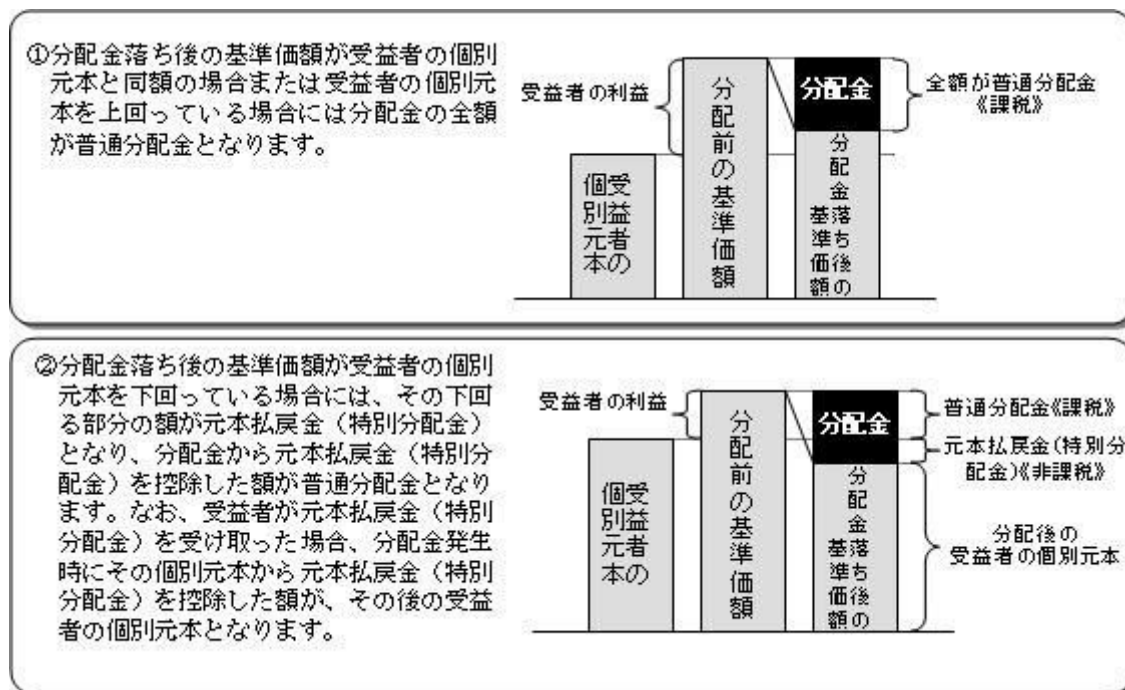 ①分配金落ち後の基準価額が受益者の個別
元本と同額の場合または受益者の個別元
本を上回っている場合には分配金の全額
が普通分配金となります。
受益者の利益
受益者の
個別元本
分配前の基準価額
分配金
分配金落ち後の
基準価額
全額が普通分配金
《課税》
②分配金落ち後の基準価額が受益者の個別
元本を下回っている場合には、その下回
る部分の額が元本払戻金（特別分配金）
となり、分配金から元本払戻金（特別分
配金）を控除した額が普通分配金となり
ます。なお、受益者が元本払戻金（特別
分配金）を受け取った場合、分配金発生
時にその個別元本から元本払戻金（特別
分配金）を控除した額が、その後の受益
者の個別元本となります。
受益者の利益
受益者の
個別元本
分配前の基準価額
分配金
分配金落ち後の
基準価額
普通分配金《課税》
元本払戻金(特別分
配金)《非課税》
分配後の
受益者の個別元本